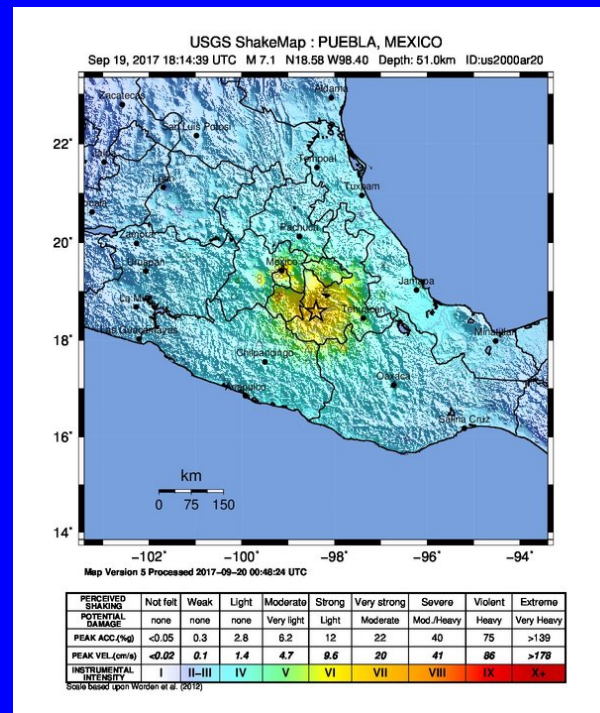 USGS ShakeMap : PUEBLA, MEXICO
Sep 19, 2017 18:14:39 UTC M 7.1 N18.58 W98.40 Depth: 51.0km ID:us2000ar20
Aldama
Zacatecas
San Luis Potosi
22°
Tempoal
Tuxpam
Pachuca
20°
Zamora
Mexico
Uruapan
Jamapa
Tehuacan
Minatitlan
18°
Chilpancingo
Oaxaca
Acapulco
Salina Cruz
16°
km
0 75 150
14°
−102° −100° −98° −96° −94°
Map Version 5 Processed 2017−09−20 00:48:24 UTC
PERCEIVED SHAKING Not felt Weak Light Moderate Strong Very strong Severe Violent Extreme
POTENTIAL DAMAGE none none none Very light Light Moderate Mod./Heavy Heavy Very Heavy
PEAK ACC.(%g) <0.05 0.3 2.8 6.2 12 22 40 75 >139
PEAK VEL.(cm/s) <0.02 0.1 1.4 4.7 9.6 20 41 86 >178
INSTRUMENTAL INTENSITY I II−III IV V VI VII VIII IX X+
Scale based upon Worden et al. (2012)